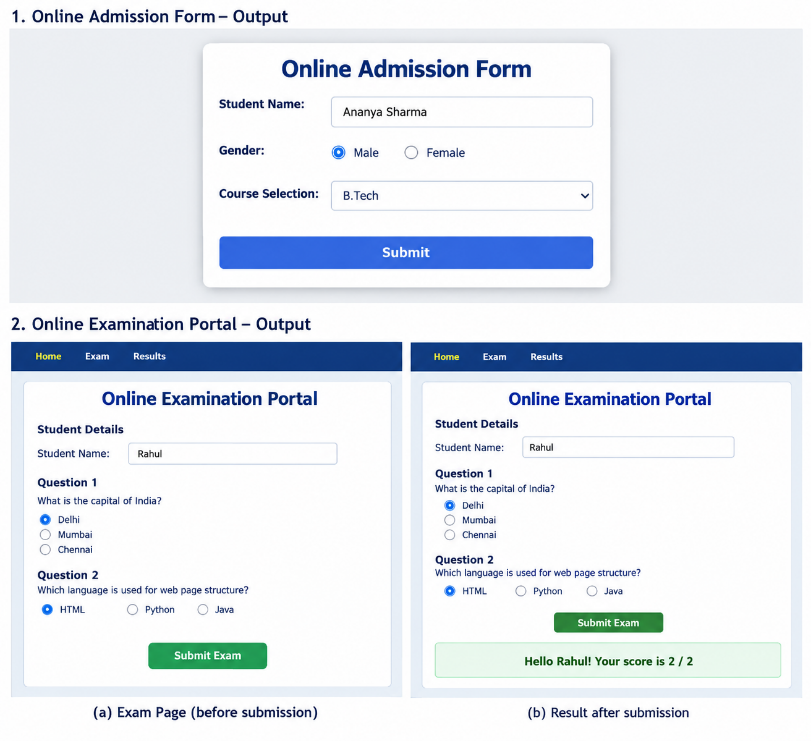 1. Online Admission Form – Output
Online Admission Form
Student Name:
Ananya Sharma
Gender:
Male
Female
Course Selection:
B.Tech
Submit
2. Online Examination Portal – Output
Home Exam Results
Online Examination Portal
Student Details
Student Name:
Rahul
Question 1
What is the capital of India?
Delhi
Mumbai
Chennai
Question 2
Which language is used for web page structure?
HTML Python Java
Submit Exam
(a) Exam Page (before submission)
Home Exam Results
Online Examination Portal
Student Details
Student Name:
Rahul
Question 1
What is the capital of India?
Delhi
Mumbai
Chennai
Question 2
Which language is used for web page structure?
HTML Python Java
Submit Exam
Hello Rahul! Your score is 2 / 2
(b) Result after submission